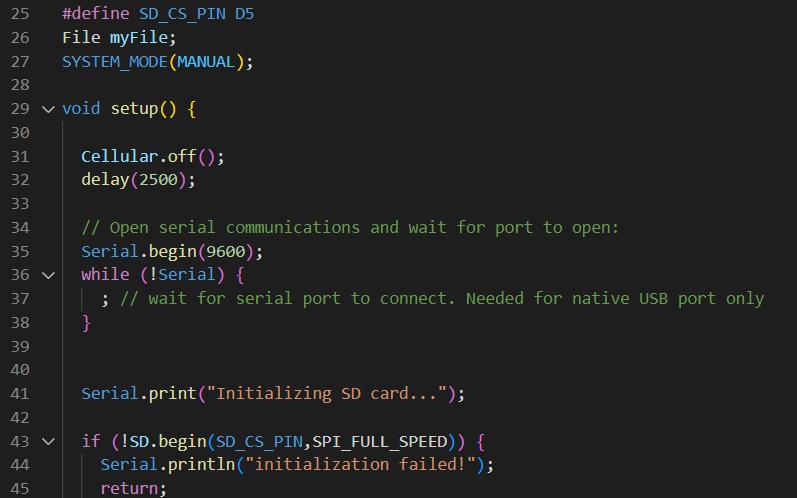 25 #define SD_CS_PIN D5
26 File myFile;
27 SYSTEM_MODE(MANUAL);
28
29 void setup() {
30
31 Cellular.off();
32 delay(2500);
33
34 // Open serial communications and wait for port to open:
35 Serial.begin(9600);
36 while (!Serial) {
37 ; // wait for serial port to connect. Needed for native USB port only
38 }
39
40
41 Serial.print("Initializing SD card...");
42
43 if (!SD.begin(SD_CS_PIN,SPI_FULL_SPEED)) {
44 Serial.println("initialization failed!");
45 return;